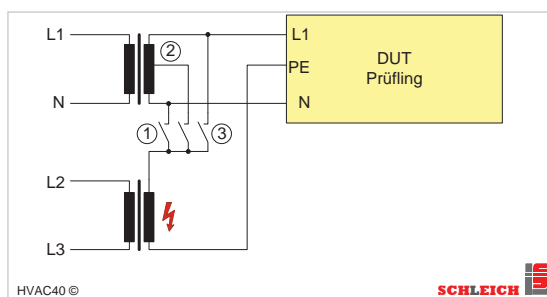 L1
②
L1
DUT
Prüfling
PE
N
N
①
③
L2
L3
HVAC40 ©
SCHLEICH